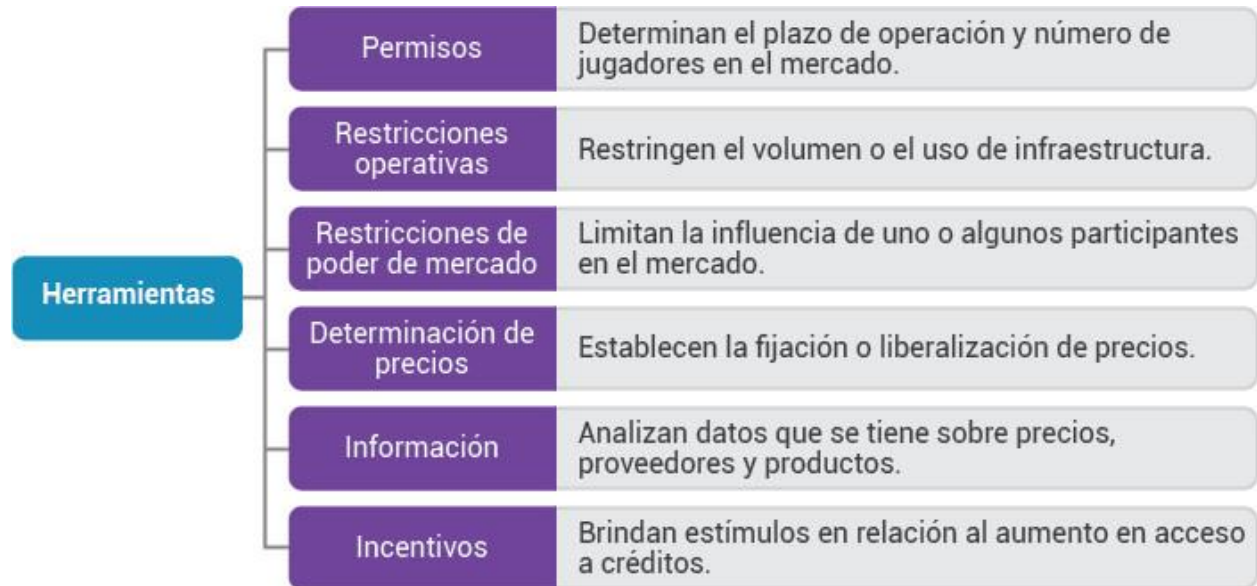 Permisos
Determinan el plazo de operación y número de
jugadores en el mercado.
Restricciones
operativas
Restringen el volumen o el uso de infraestructura.
Restricciones de
poder de mercado
Limitan la influencia de uno o algunos participantes
en el mercado.
Herramientas
Determinación de
precios
Establecen la fijación o liberalización de precios.
Información
Analizan datos que se tiene sobre precios,
proveedores y productos.
Incentivos
Brindan estímulos en relación al aumento en acceso
a créditos.